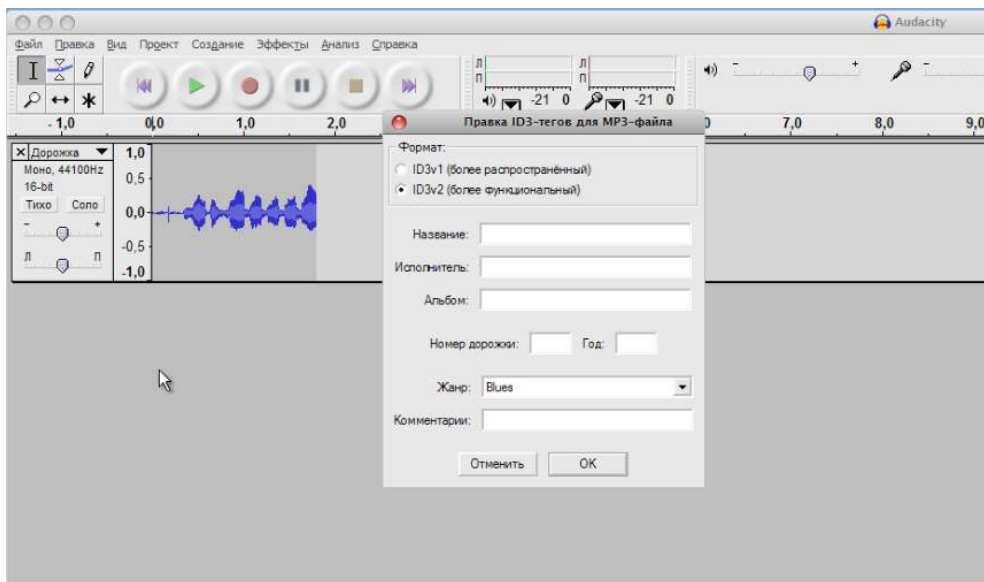 Audacity
Файл Правка Вид Проект Создание Эффекты Анализ Справка
Л Л
П П
-21 0 -21 0
- 1,0 0,0 1,0 2,0 7,0 8,0 9,0
Правка ID3-тегов для MP3-файла
Дорожка
Моно, 44100Hz
16-bit
Тихо Соло
- +
Л П
1,0
0,5
0,0
-0,5
-1,0
Формат:
ID3v1 (более распространённый)
ID3v2 (более функциональный)
Название:
Исполнитель:
Альбом:
Номер дорожки: Год:
Жанр: Blues
Комментарии:
Отменить OK